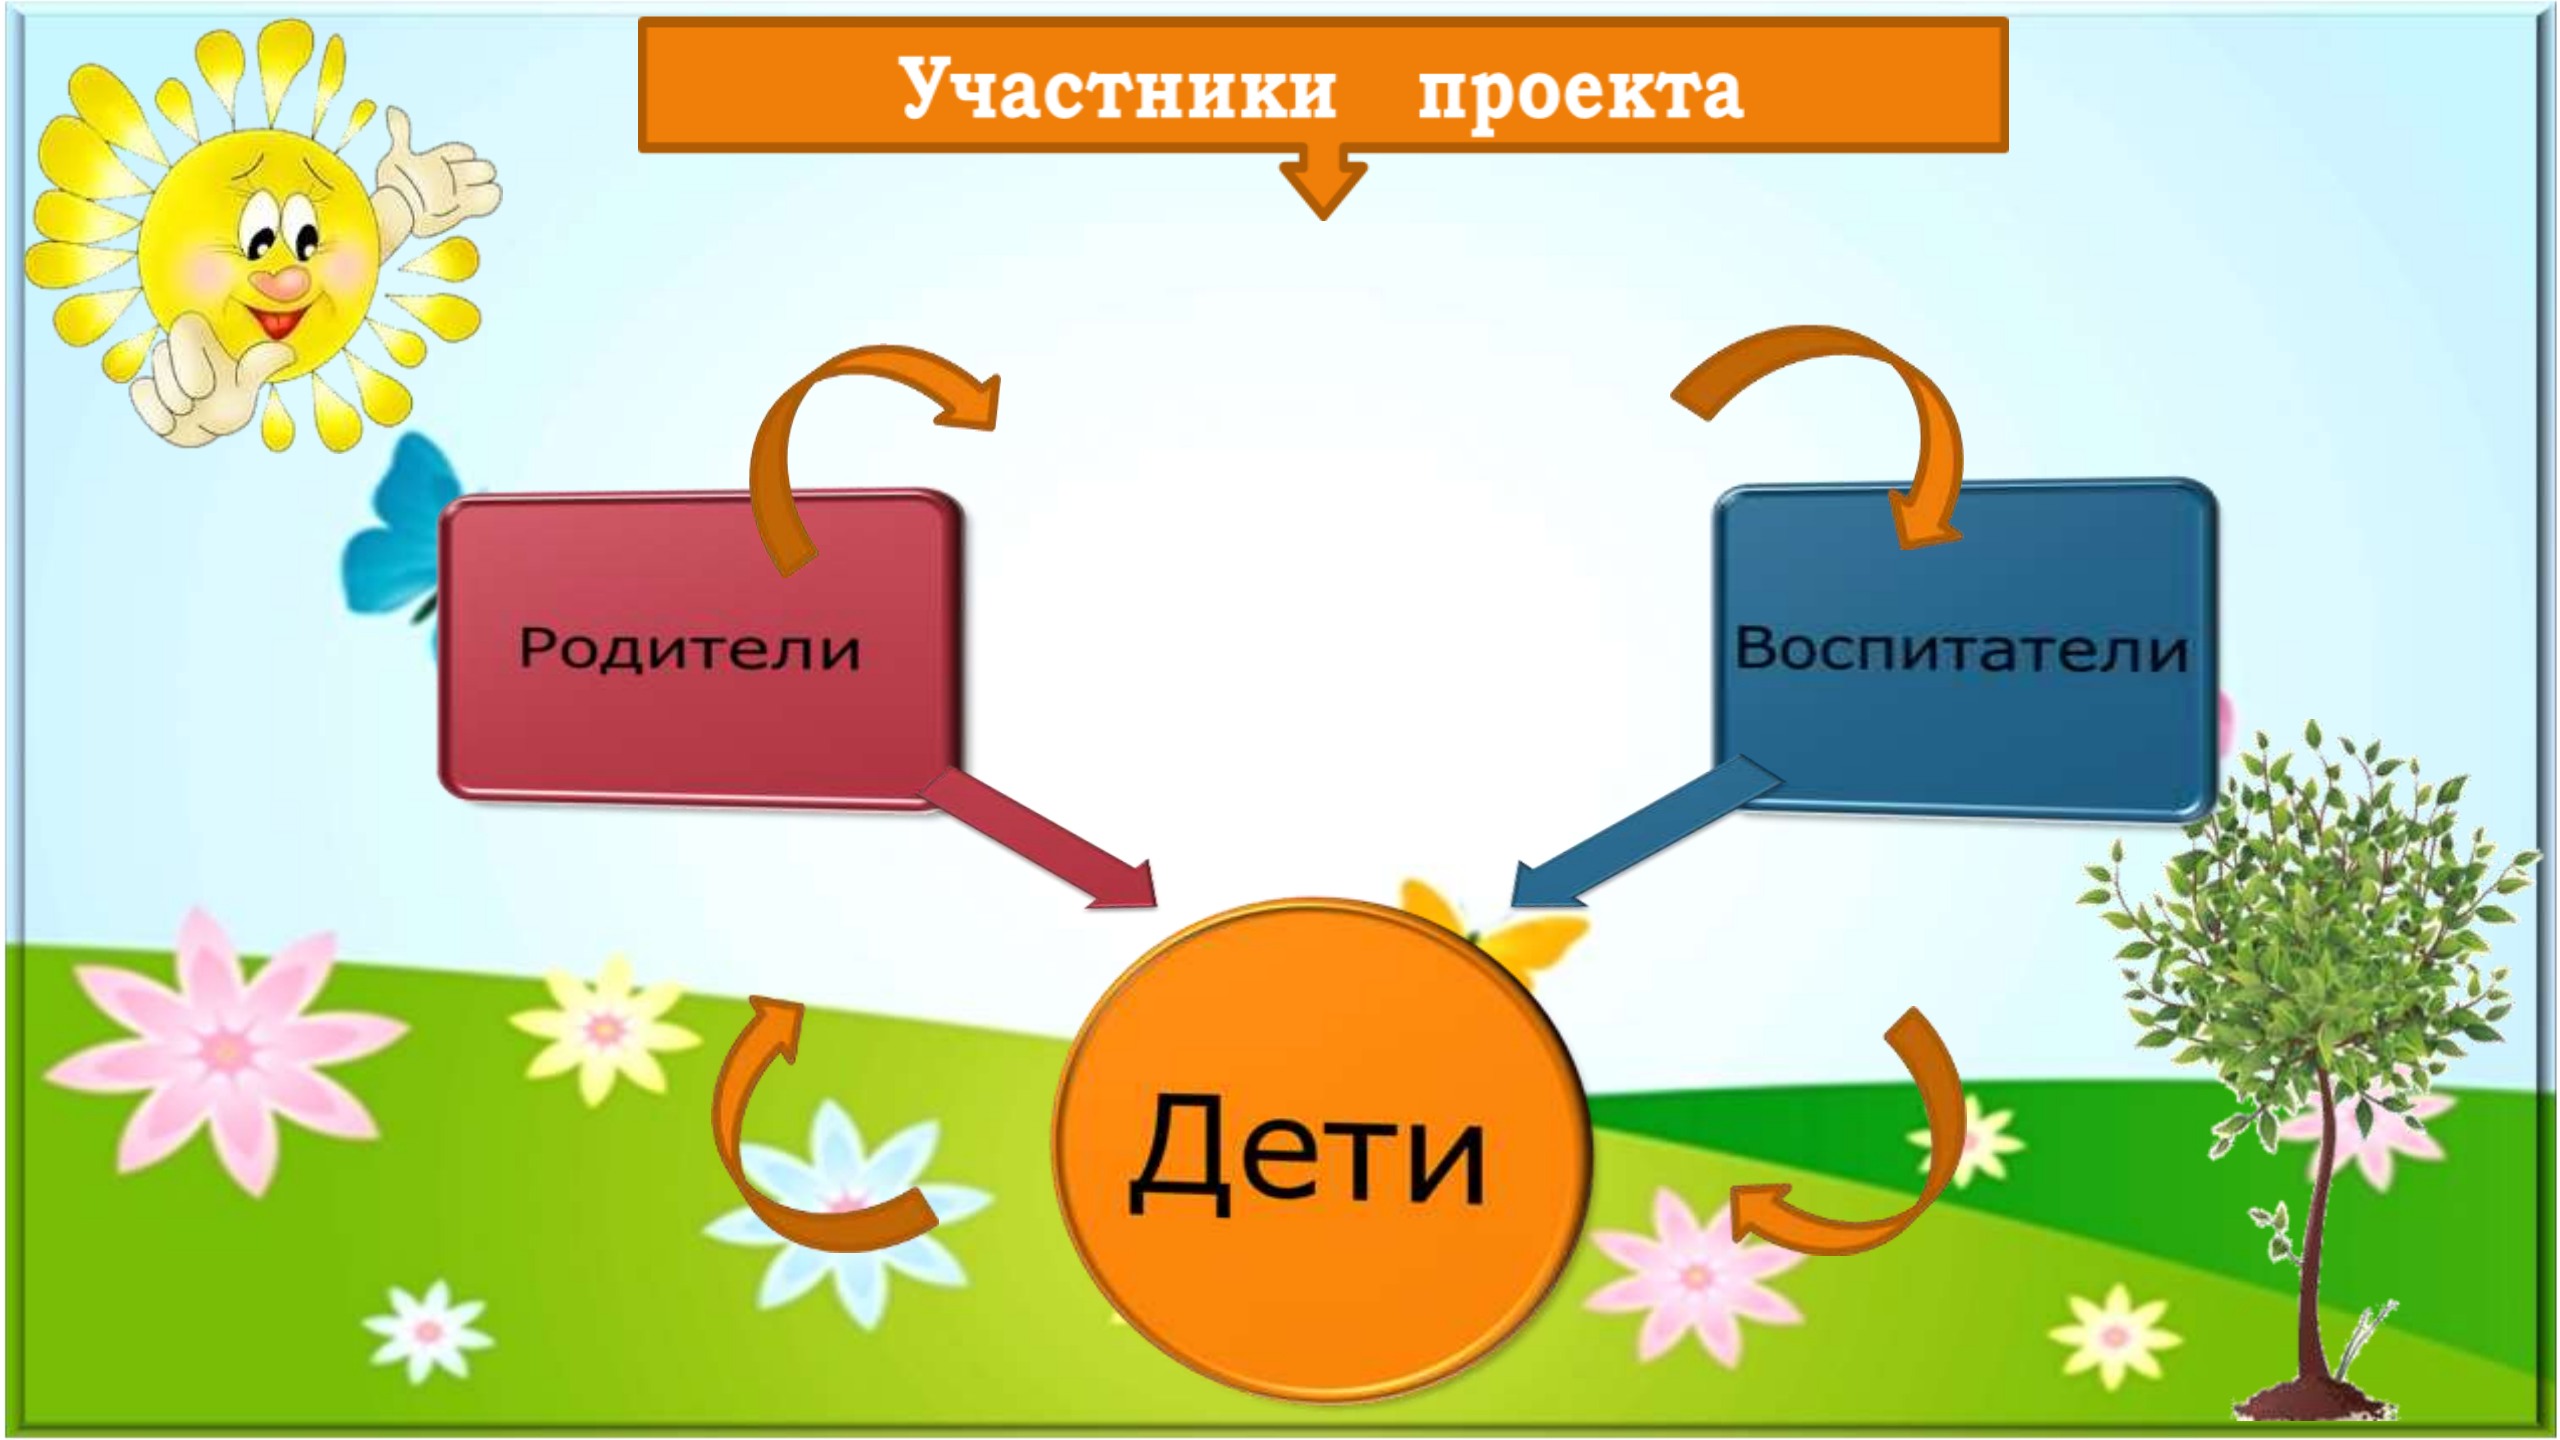 Участники проекта
Родители
Воспитатели
Дети